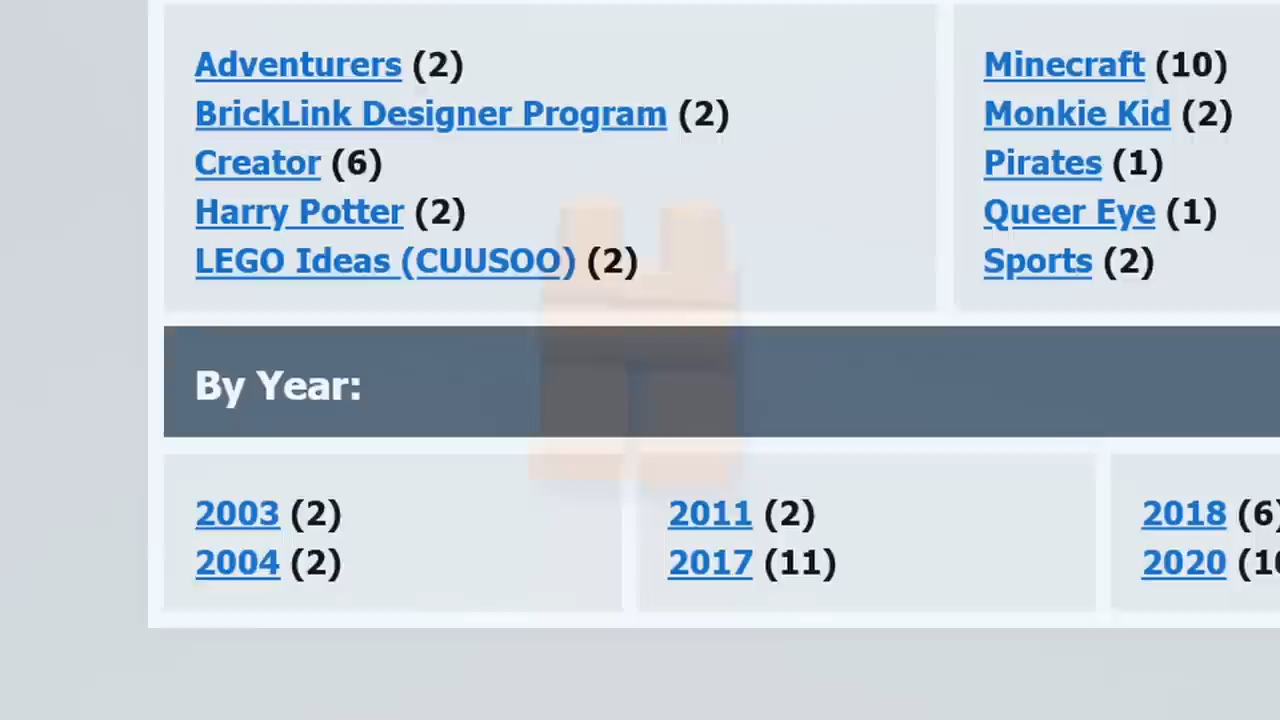 Adventurers (2)
BrickLink Designer Program (2)
Creator (6)
Harry Potter (2)
LEGO Ideas (CUUSOO) (2)
Minecraft (10)
Monkie Kid (2)
Pirates (1)
Queer Eye (1)
Sports (2)
By Year:
2003 (2)
2004 (2)
2011 (2)
2017 (11)
2018 (6)
2020